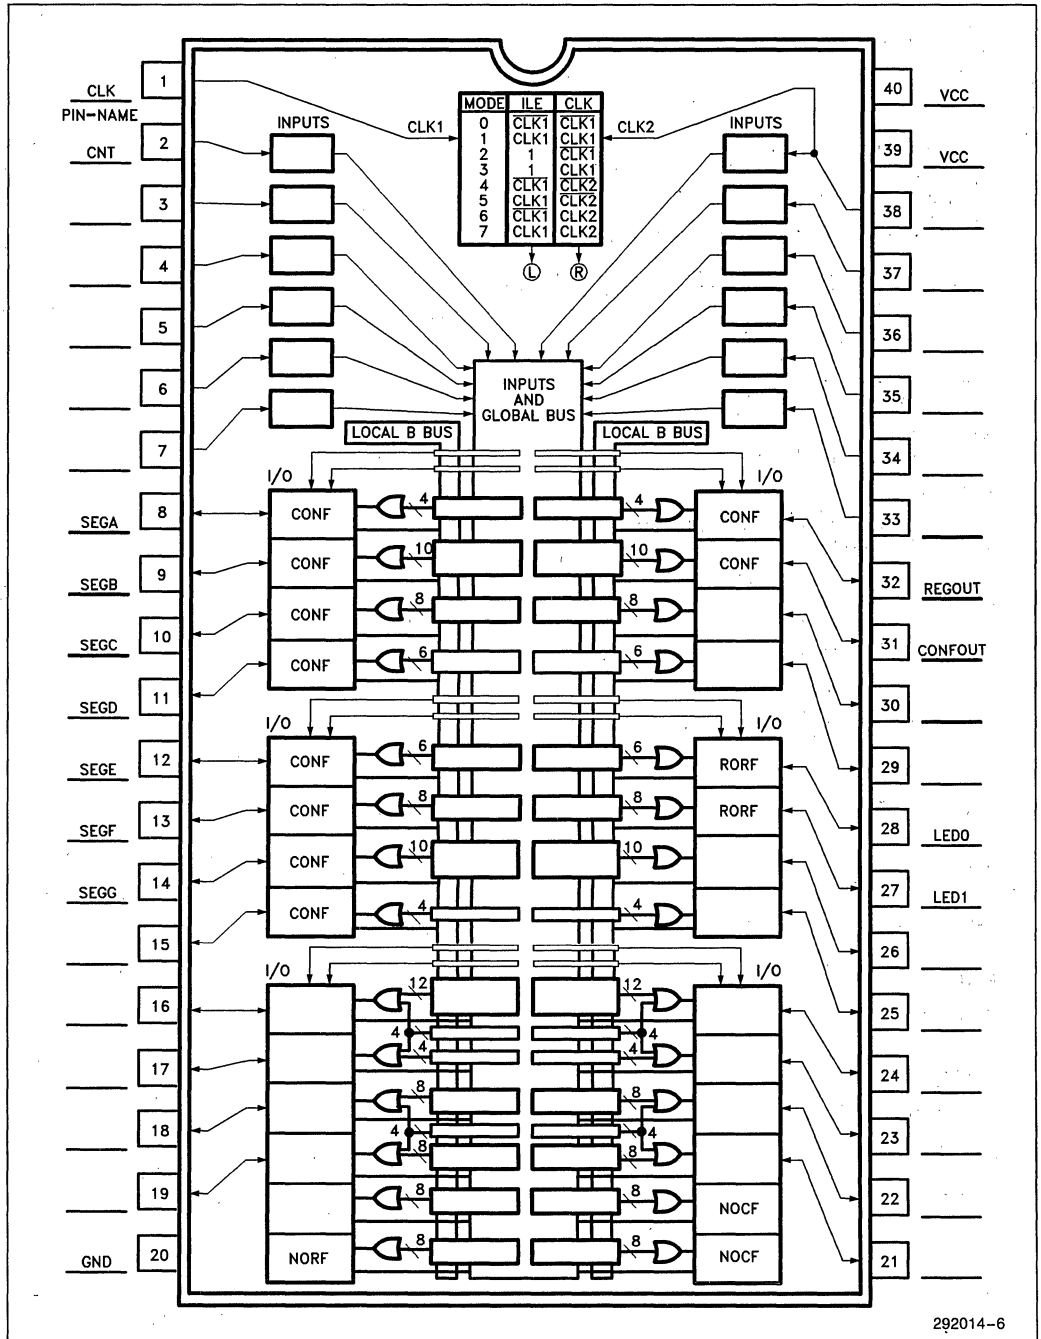 CLK
PIN-NAME
CNT
SEGA
SEGB
SEGC
SEGD
SEGE
SEGF
SEGG
GND
1
2
3
4
5
6
7
8
9
10
11
12
13
14
15
16
17
18
19
20
INPUTS
CLK1
MODE ILE CLK
0 CLK1 CLK1
1 CLK1 CLK1
2 1 CLK1
3 1 CLK1
4 CLK1 CLK2
5 CLK1 CLK2
6 CLK1 CLK2
7 CLK1 CLK2
L R
CLK2
INPUTS
INPUTS
AND
GLOBAL BUS
LOCAL B BUS
LOCAL B BUS
I/O
CONF 4
CONF 10
CONF 8
CONF 6
I/O
CONF 6
CONF 8
CONF 10
CONF 4
I/O
12
4
4
8
4
8
8
NORF 8
I/O
4 CONF
10 CONF
8
6
I/O
6 RORF
8 RORF
10
4
I/O
12
4
4
8
4
8
8 NOCF
8 NOCF
40
39
38
37
36
35
34
33
32
31
30
29
28
27
26
25
24
23
22
21
VCC
VCC
REGOUT
CONFOUT
LED0
LED1
292014-6